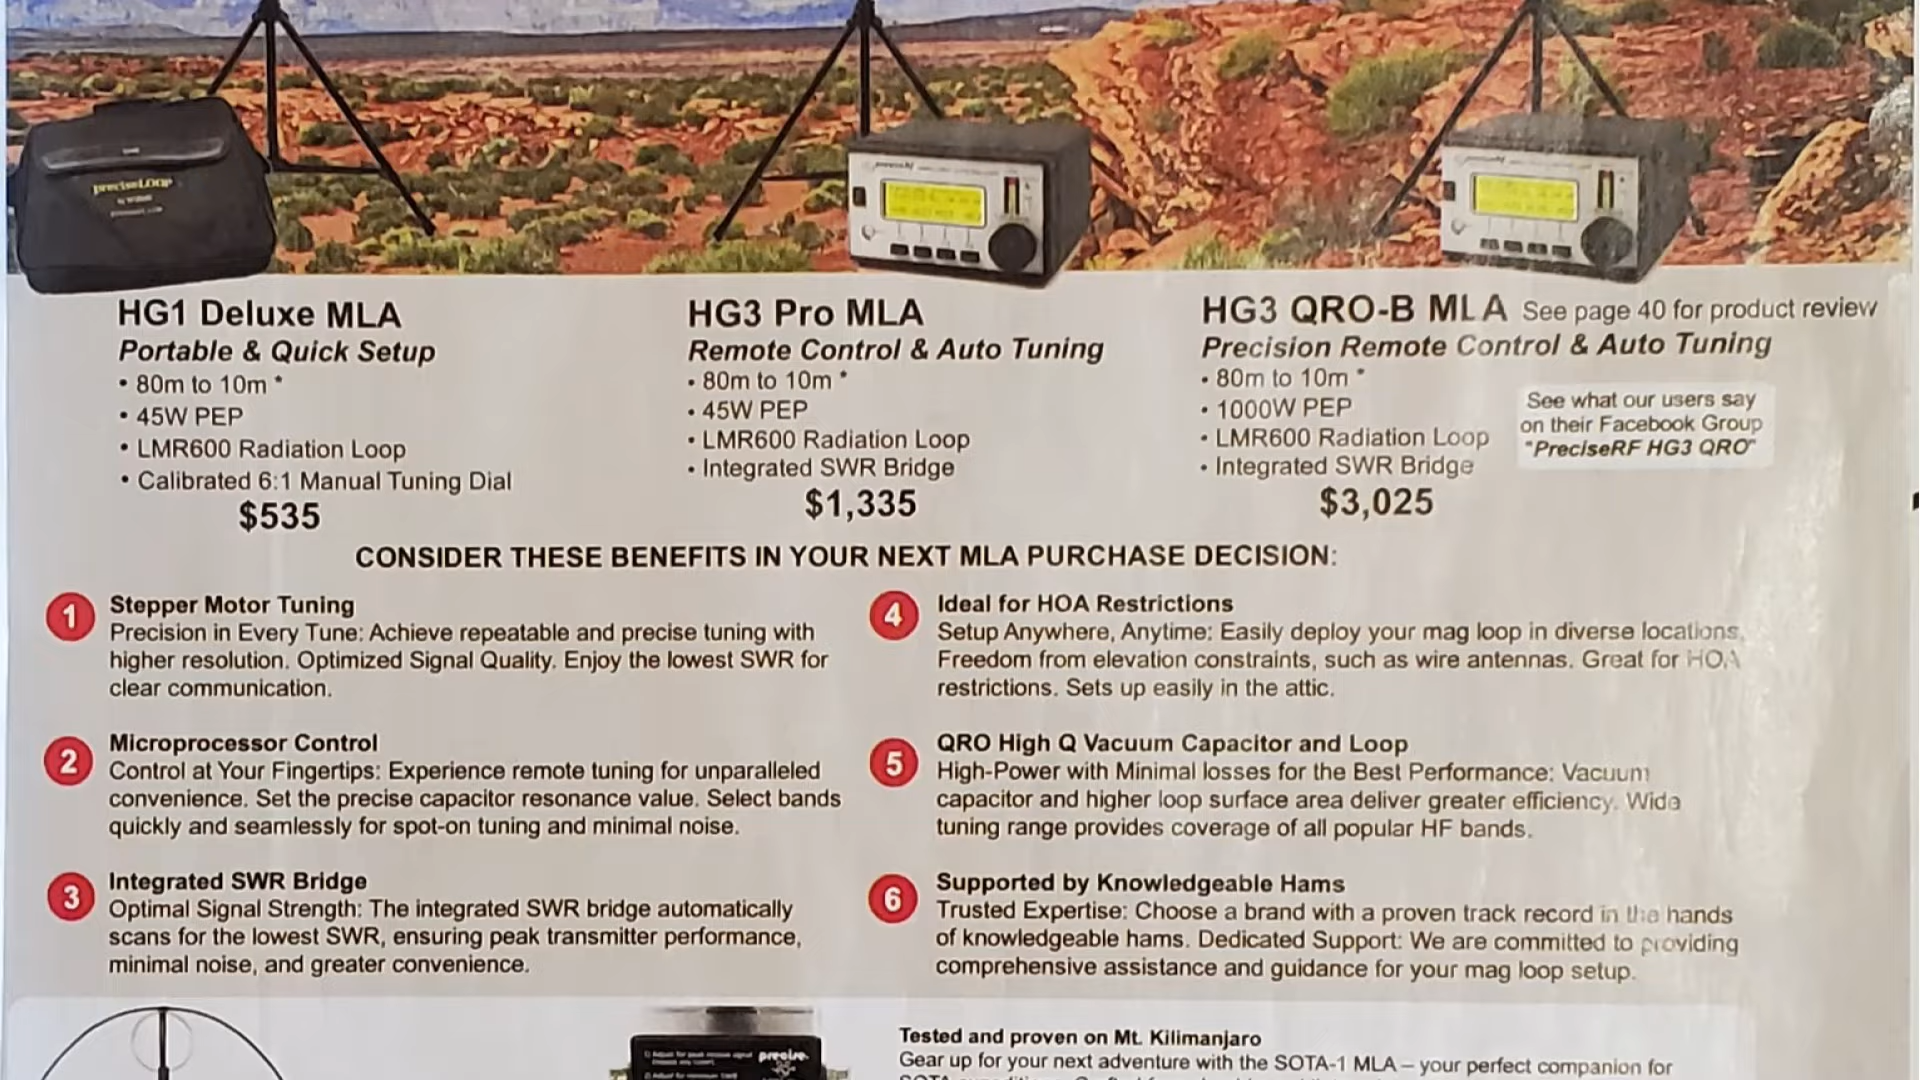 preciseLOOP
HG1 Deluxe MLA
Portable & Quick Setup
• 80m to 10m *
• 45W PEP
• LMR600 Radiation Loop
• Calibrated 6:1 Manual Tuning Dial
$535
HG3 Pro MLA
Remote Control & Auto Tuning
• 80m to 10m *
• 45W PEP
• LMR600 Radiation Loop
• Integrated SWR Bridge
$1,335
HG3 QRO-B MLA See page 40 for product review
Precision Remote Control & Auto Tuning
• 80m to 10m *
• 1000W PEP
• LMR600 Radiation Loop
• Integrated SWR Bridge
$3,025
See what our users say
on their Facebook Group
"PreciseRF HG3 QRO"
CONSIDER THESE BENEFITS IN YOUR NEXT MLA PURCHASE DECISION:
1 Stepper Motor Tuning
Precision in Every Tune: Achieve repeatable and precise tuning with
higher resolution. Optimized Signal Quality. Enjoy the lowest SWR for
clear communication.
2 Microprocessor Control
Control at Your Fingertips: Experience remote tuning for unparalleled
convenience. Set the precise capacitor resonance value. Select bands
quickly and seamlessly for spot-on tuning and minimal noise.
3 Integrated SWR Bridge
Optimal Signal Strength: The integrated SWR bridge automatically
scans for the lowest SWR, ensuring peak transmitter performance,
minimal noise, and greater convenience.
4 Ideal for HOA Restrictions
Setup Anywhere, Anytime: Easily deploy your mag loop in diverse locations.
Freedom from elevation constraints, such as wire antennas. Great for HOA
restrictions. Sets up easily in the attic.
5 QRO High Q Vacuum Capacitor and Loop
High-Power with Minimal losses for the Best Performance: Vacuum
capacitor and higher loop surface area deliver greater efficiency. Wide
tuning range provides coverage of all popular HF bands.
6 Supported by Knowledgeable Hams
Trusted Expertise: Choose a brand with a proven track record in the hands
of knowledgeable hams. Dedicated Support: We are committed to providing
comprehensive assistance and guidance for your mag loop setup.
precise
Tested and proven on Mt. Kilimanjaro
Gear up for your next adventure with the SOTA-1 MLA – your perfect companion for